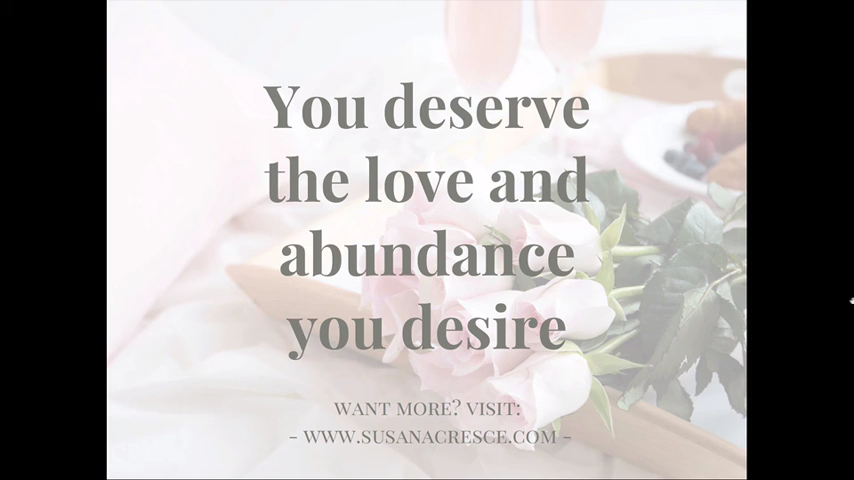 You deserve
the love and
abundance
you desire
WANT MORE? VISIT:
- WWW.SUSANACRESCE.COM -